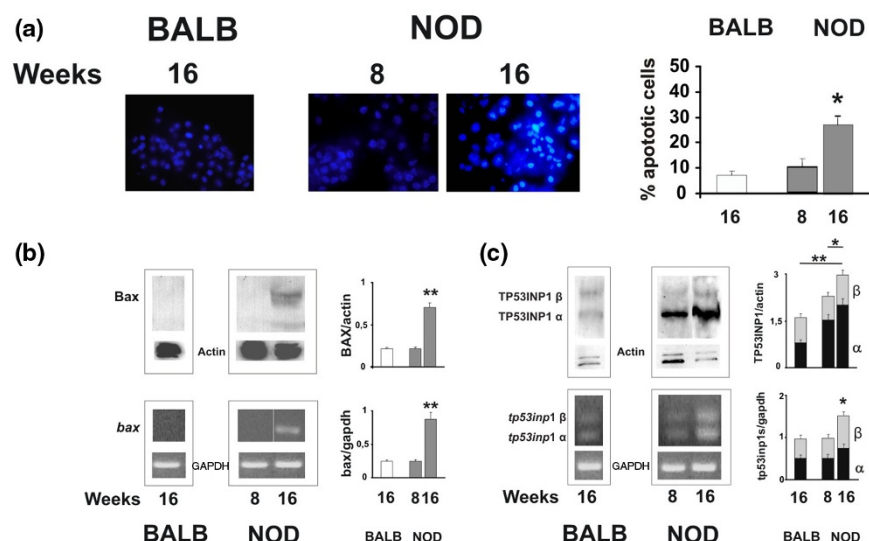 (a)
BALB
NOD
Weeks
16
8
16
BALB NOD
% apototic cells
50
40
30
20
10
0
*
16
8
16
(b)
Bax
Actin
bax
GAPDH
Weeks
16
8
16
BALB
NOD
BAX/actin
1
0,5
0
**
bax/gapdh
1
0,5
0
**
16
8 16
BALB NOD
(c)
TP53INP1 β
TP53INP1 α
Actin
tp53inp1 β
tp53inp1 α
GAPDH
Weeks
16
8
16
BALB
NOD
TP53INP1/actin
3
1,5
0
**
*
β
α
tp53inp1s/gapdh
2
1
0
*
β
α
16
8
16
BALB
NOD